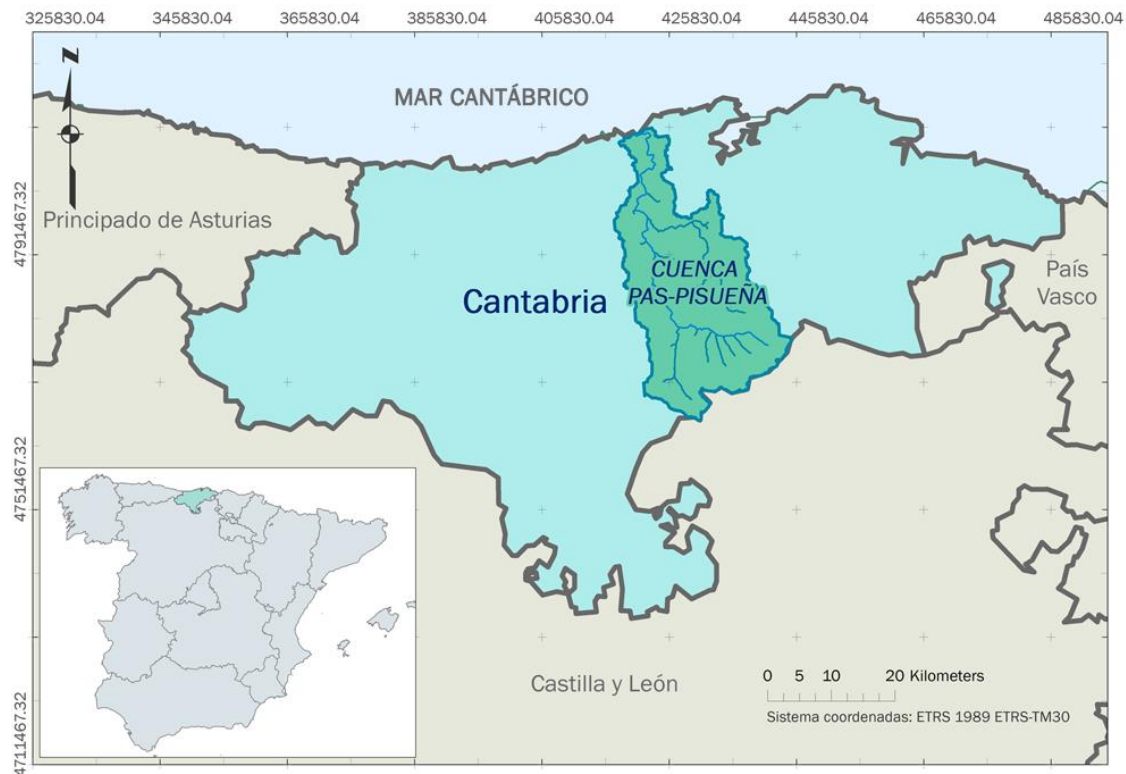 325830.04 345830.04 365830.04 385830.04 405830.04 425830.04 445830.04 465830.04 485830.04
N
MAR CANTÁBRICO
4791467.32
Principado de Asturias
CUENCA
PAS-PISUEÑA
País
Vasco
Cantabria
4751467.32
Castilla y León
0 5 10 20 Kilometers
Sistema coordenadas: ETRS 1989 ETRS-TM30
4711467.32